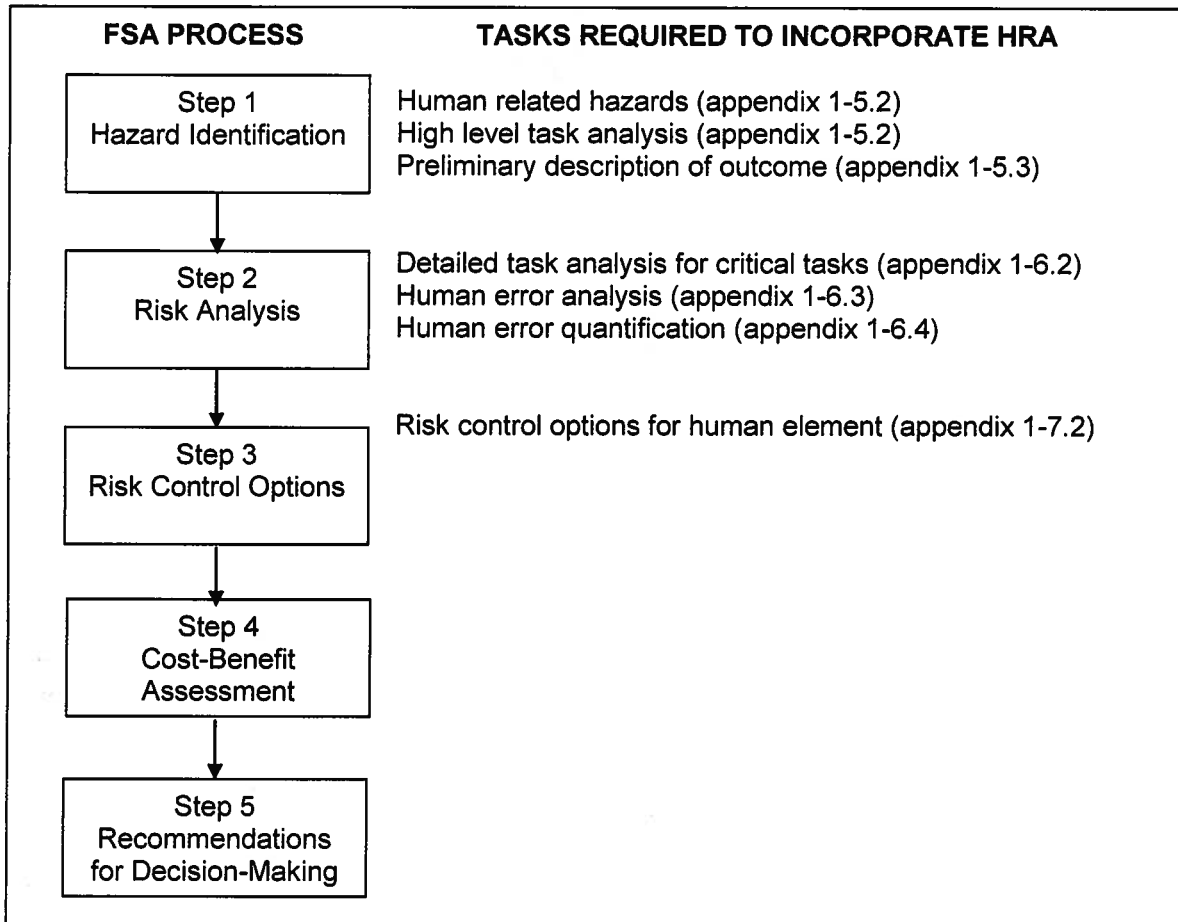 FSA PROCESS
TASKS REQUIRED TO INCORPORATE HRA
Step 1
Hazard Identification
Human related hazards (appendix 1-5.2)
High level task analysis (appendix 1-5.2)
Preliminary description of outcome (appendix 1-5.3)
Step 2
Risk Analysis
Detailed task analysis for critical tasks (appendix 1-6.2)
Human error analysis (appendix 1-6.3)
Human error quantification (appendix 1-6.4)
Step 3
Risk Control Options
Risk control options for human element (appendix 1-7.2)
Step 4
Cost-Benefit
Assessment
Step 5
Recommendations
for Decision-Making